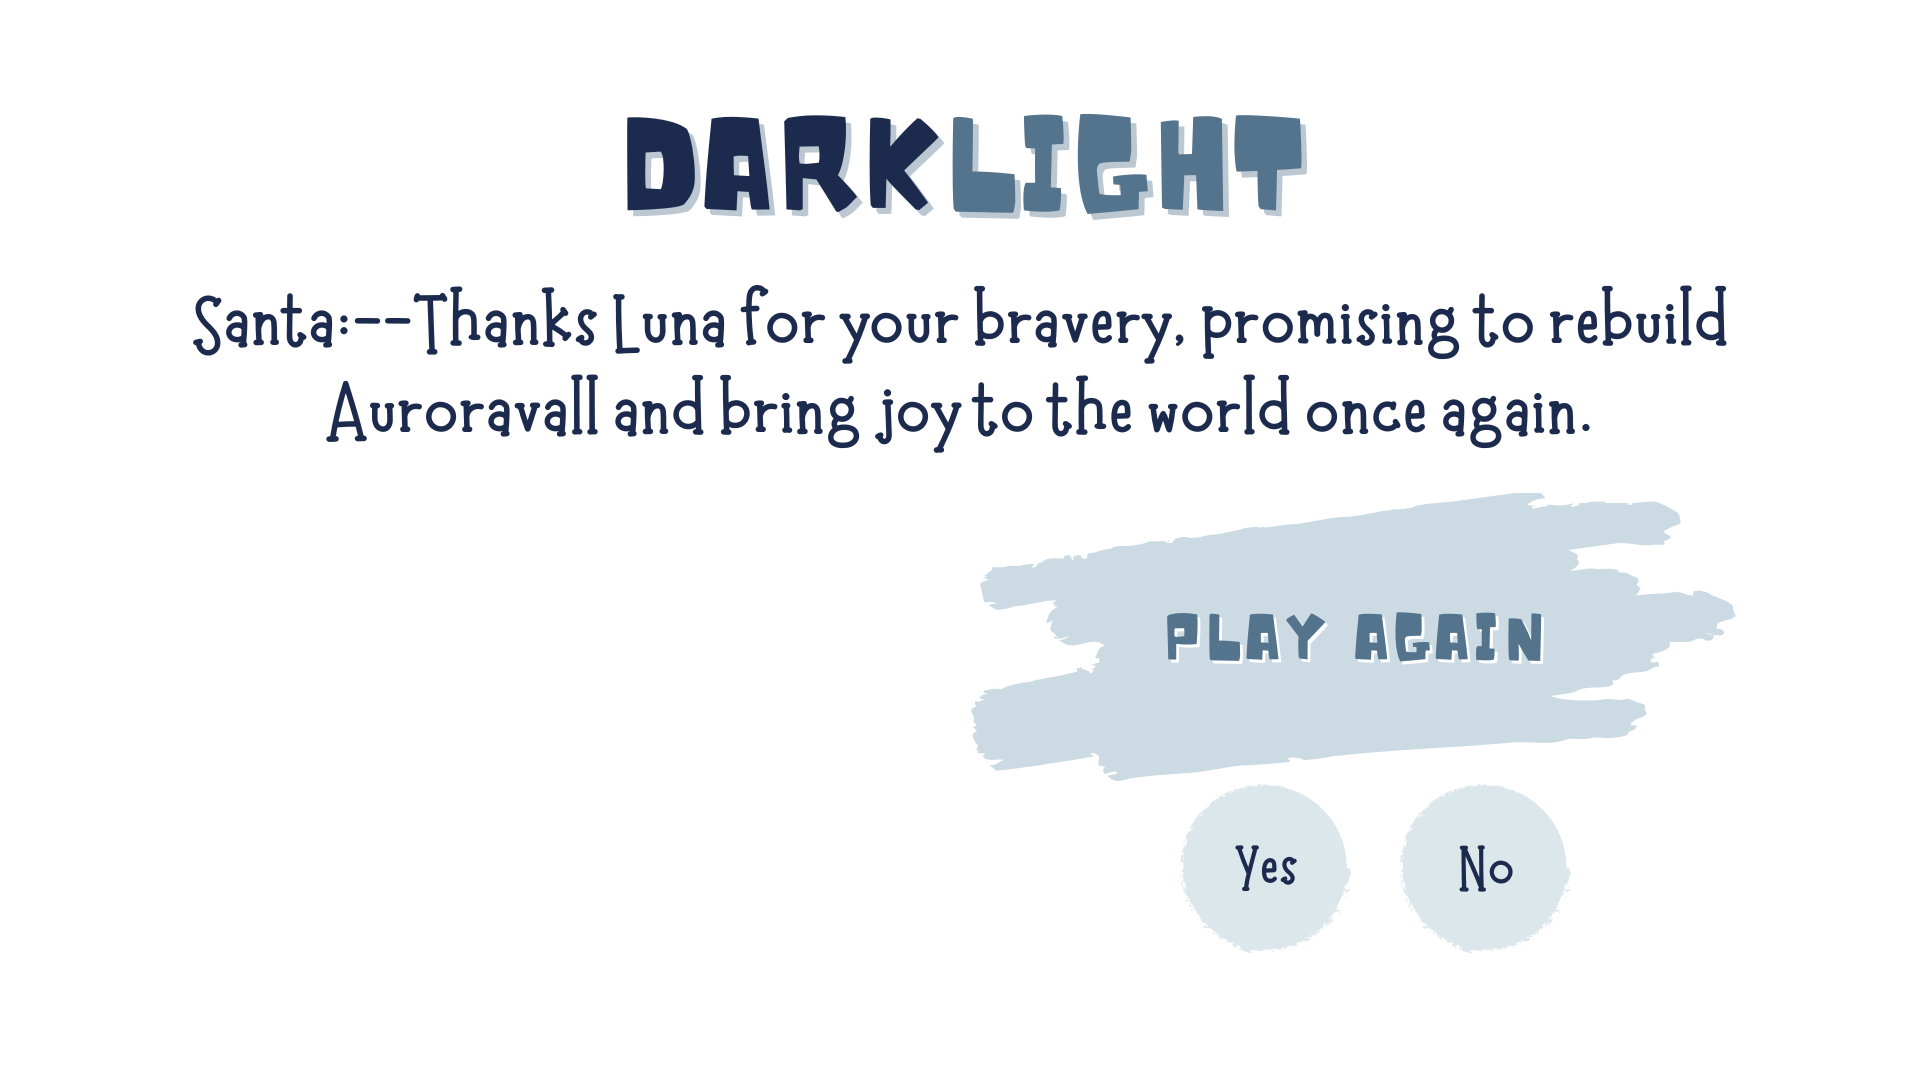 DARKLIGHT
Santa:--Thanks Luna for your bravery, promising to rebuild
Auroravall and bring joy to the world once again.
PLAY AGAIN
Yes No